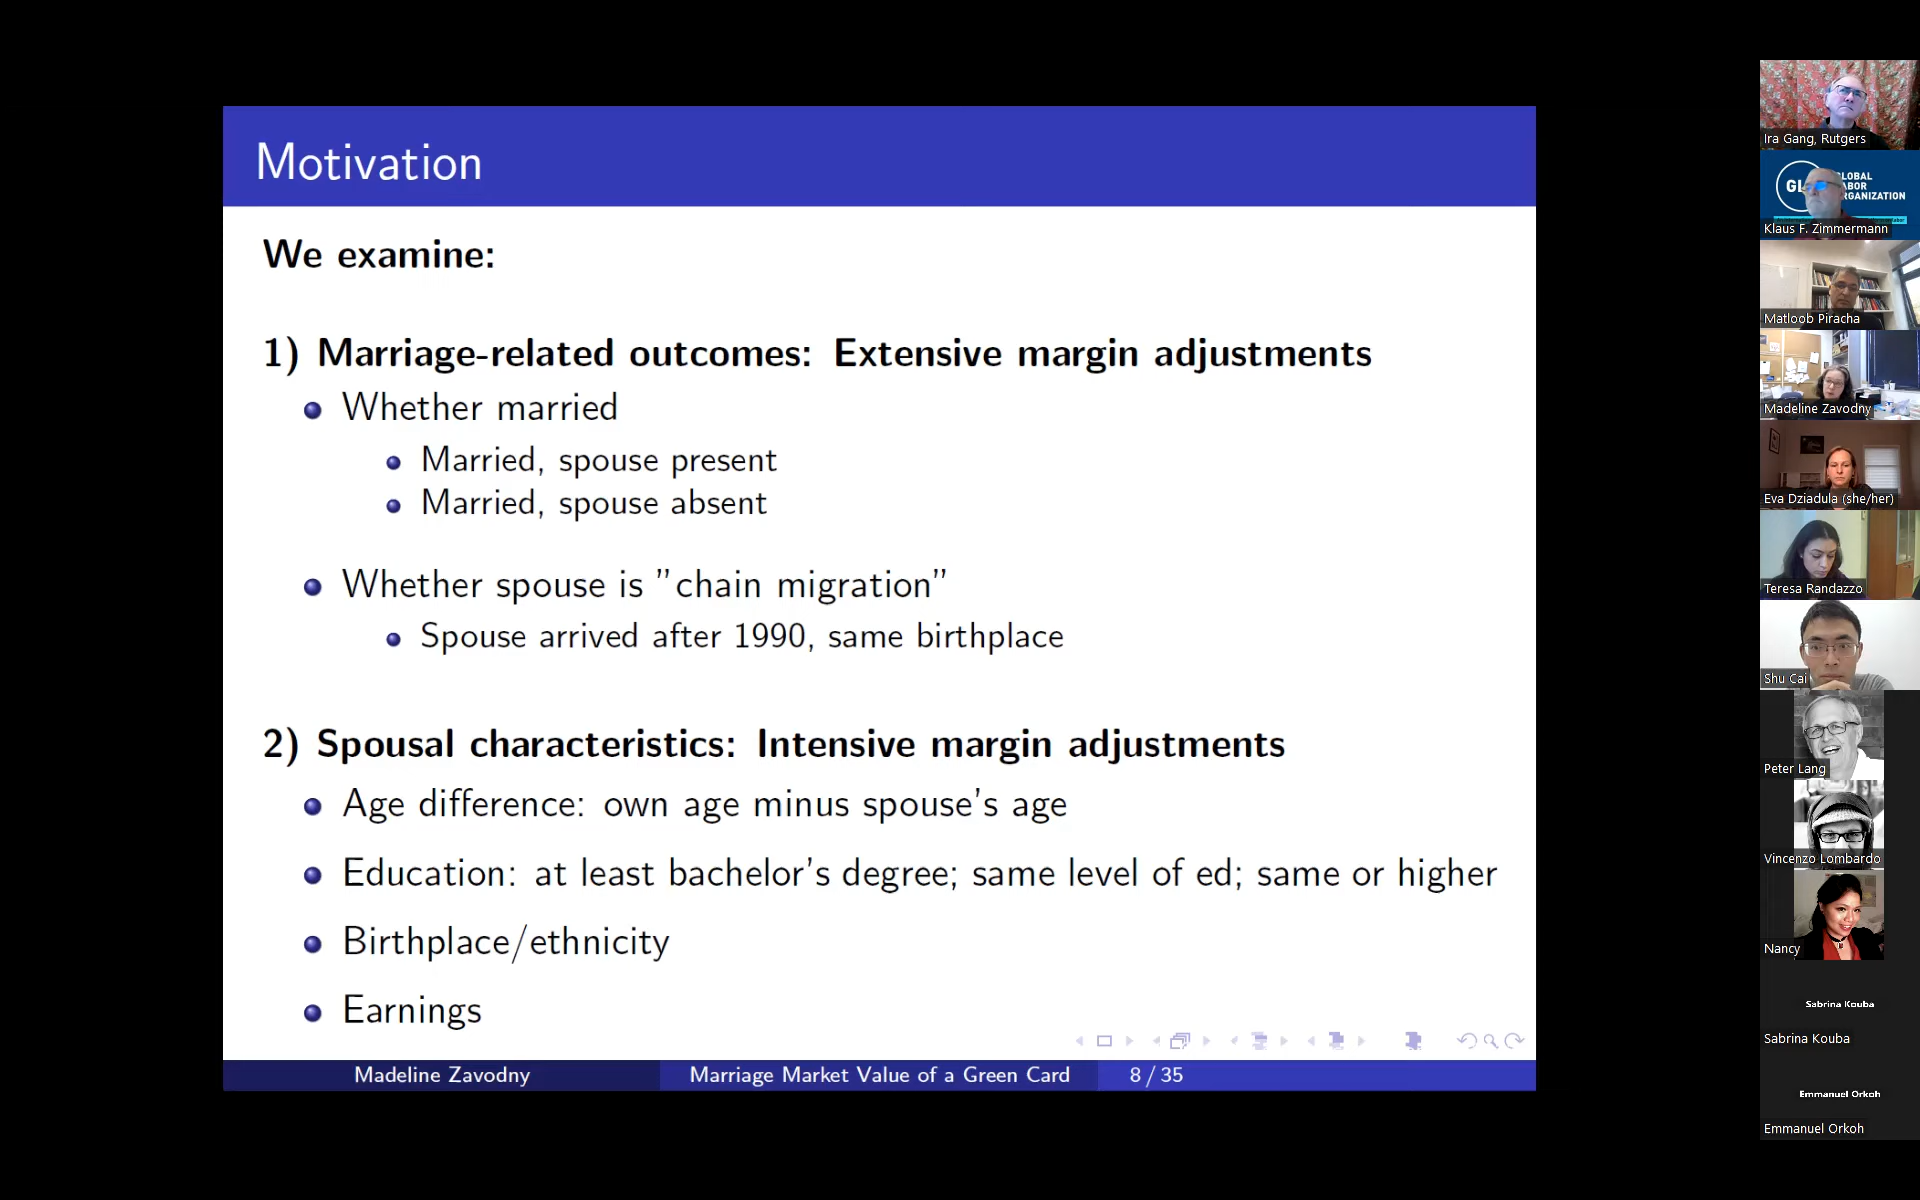 Motivation
We examine:
1) Marriage-related outcomes: Extensive margin adjustments
Whether married
Married, spouse present
Married, spouse absent
Whether spouse is ”chain migration”
Spouse arrived after 1990, same birthplace
2) Spousal characteristics: Intensive margin adjustments
Age difference: own age minus spouse's age
Education: at least bachelor's degree; same level of ed; same or higher
Birthplace/ethnicity
Earnings
Madeline Zavodny
Marriage Market Value of a Green Card
8 / 35
Ira Gang, Rutgers
Klaus F. Zimmermann
Matloob Piracha
Madeline Zavodny
Eva Dziadula (she/her)
Teresa Randazzo
Shu Cai
Peter Lang
Vincenzo Lombardo
Nancy
Sabrina Kouba
Sabrina Kouba
Emmanuel Orkoh
Emmanuel Orkoh